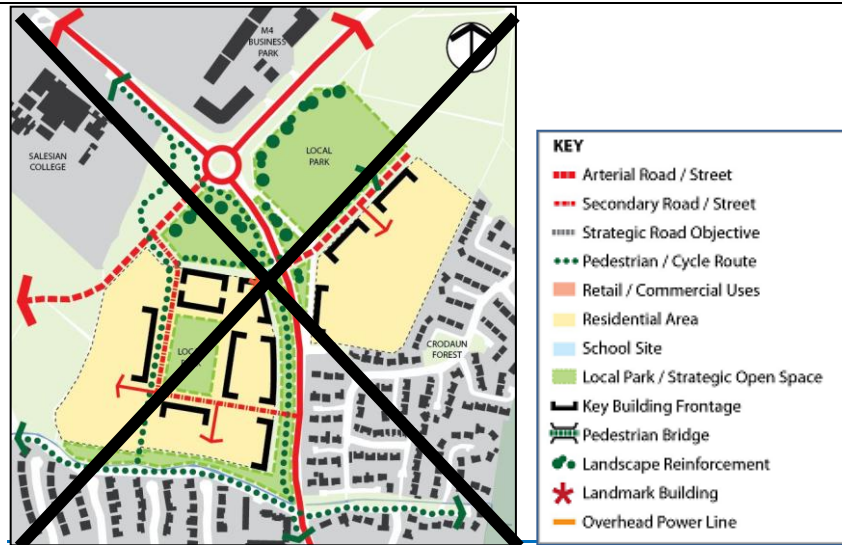 M4
BUSINESS
PARK
SALESIAN
COLLEGE
LOCAL
PARK
LOCAL
CRODAUN
FOREST
KEY
Arterial Road / Street
Secondary Road / Street
Strategic Road Objective
Pedestrian / Cycle Route
Retail / Commercial Uses
Residential Area
School Site
Local Park / Strategic Open Space
Key Building Frontage
Pedestrian Bridge
Landscape Reinforcement
Landmark Building
Overhead Power Line